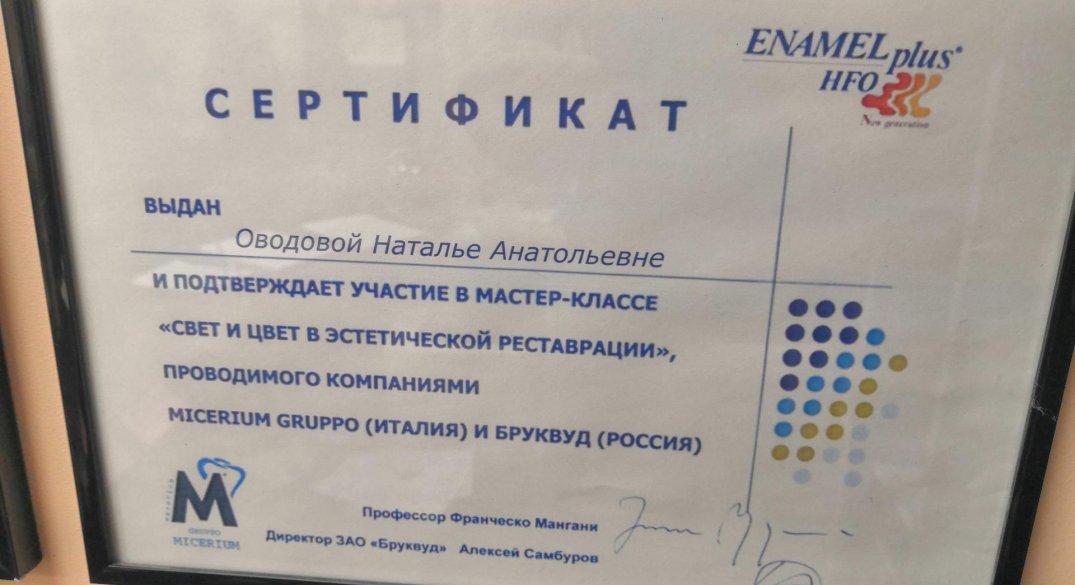 ENAMEL plus
HFO
New generation
СЕРТИФИКАТ
ВЫДАН
Оводовой Наталье Анатольевне
И ПОДТВЕРЖДАЕТ УЧАСТИЕ В МАСТЕР-КЛАССЕ
«СВЕТ И ЦВЕТ В ЭСТЕТИЧЕСКОЙ РЕСТАВРАЦИИ»,
ПРОВОДИМОГО КОМПАНИЯМИ
MICERIUM GRUPPO (ИТАЛИЯ) И БРУКВУД (РОССИЯ)
M
GRUPPO
MICERIUM
Профессор Франческо Мангани
Директор ЗАО «Бруквуд» Алексей Самбуров